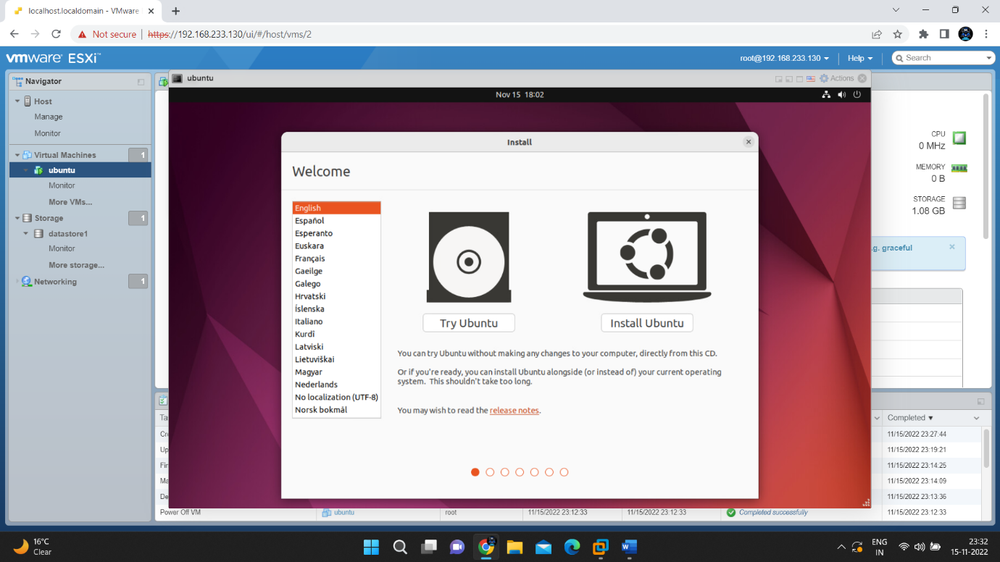 localhost.localdomain - VMware
Not secure | https://192.168.233.130/ui/#/host/vms/2
vmware ESXi™
root@192.168.233.130
Help
Search
Navigator
Host
Manage
Monitor
Virtual Machines 1
ubuntu
Monitor
More VMs...
Storage 1
datastore1
Monitor
More storage...
Networking 1
ubuntu
Actions
Nov 15 18:02
Install
Welcome
English
Español
Esperanto
Euskara
Français
Gaeilge
Galego
Hrvatski
Íslenska
Italiano
Kurdî
Latviski
Lietuviškai
Magyar
Nederlands
No localization (UTF-8)
Norsk bokmål
Try Ubuntu
Install Ubuntu
You can try Ubuntu without making any changes to your computer, directly from this CD.
Or if you're ready, you can install Ubuntu alongside (or instead of) your current operating
system. This shouldn't take too long.
You may wish to read the release notes.
CPU
0 MHz
MEMORY
0 B
STORAGE
1.08 GB
.g. graceful
Ta
Completed ▼
Cre
11/15/2022 23:27:44
Up
11/15/2022 23:19:21
Fin
11/15/2022 23:14:25
Ma
11/15/2022 23:14:09
De
11/15/2022 23:13:36
Power Off VM ubuntu root 11/15/2022 23:12:33 11/15/2022 23:12:33 Completed successfully 11/15/2022 23:12:33
16°C
Clear
ENG
IN
23:32
15-11-2022